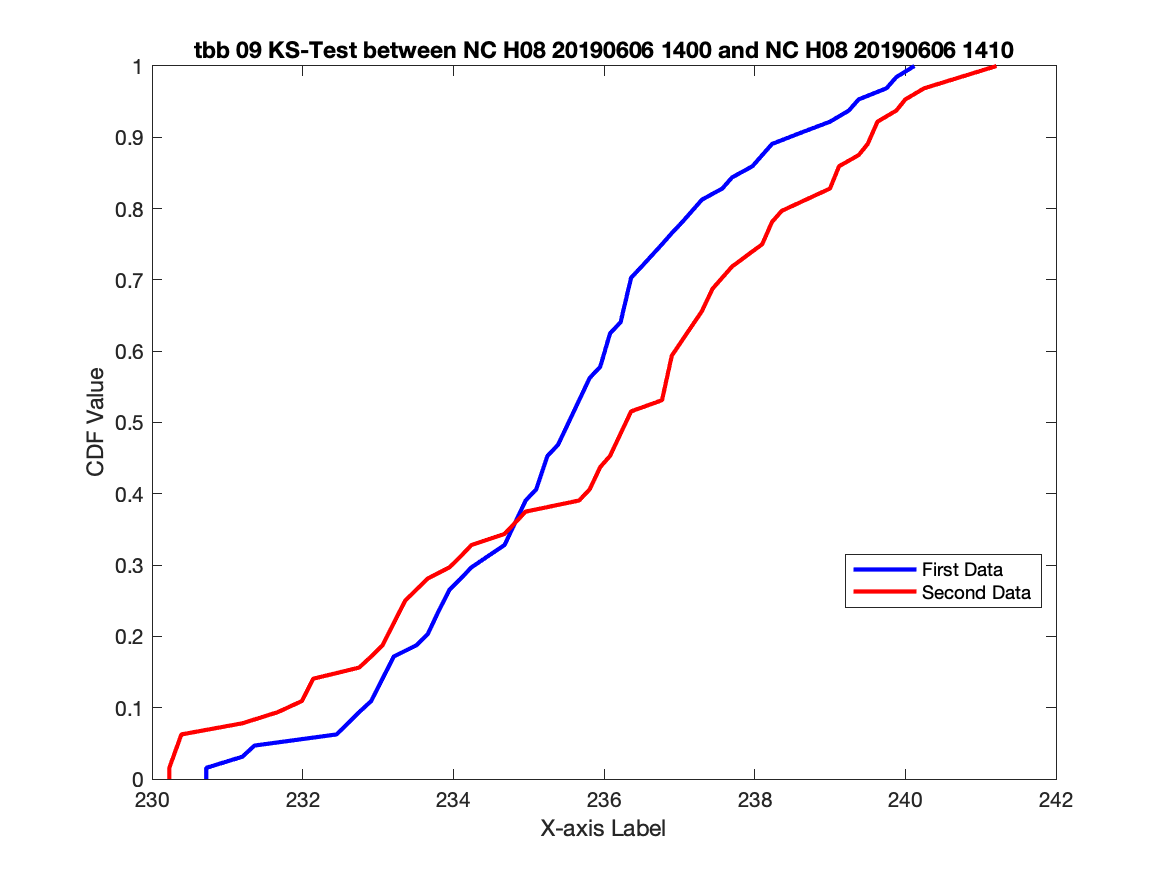 tbb 09 KS-Test between NC H08 20190606 1400 and NC H08 20190606 1410
1
0.9
0.8
0.7
0.6
0.5
0.4
0.3
0.2
0.1
0
CDF Value
First Data
Second Data
230 232 234 236 238 240 242
X-axis Label